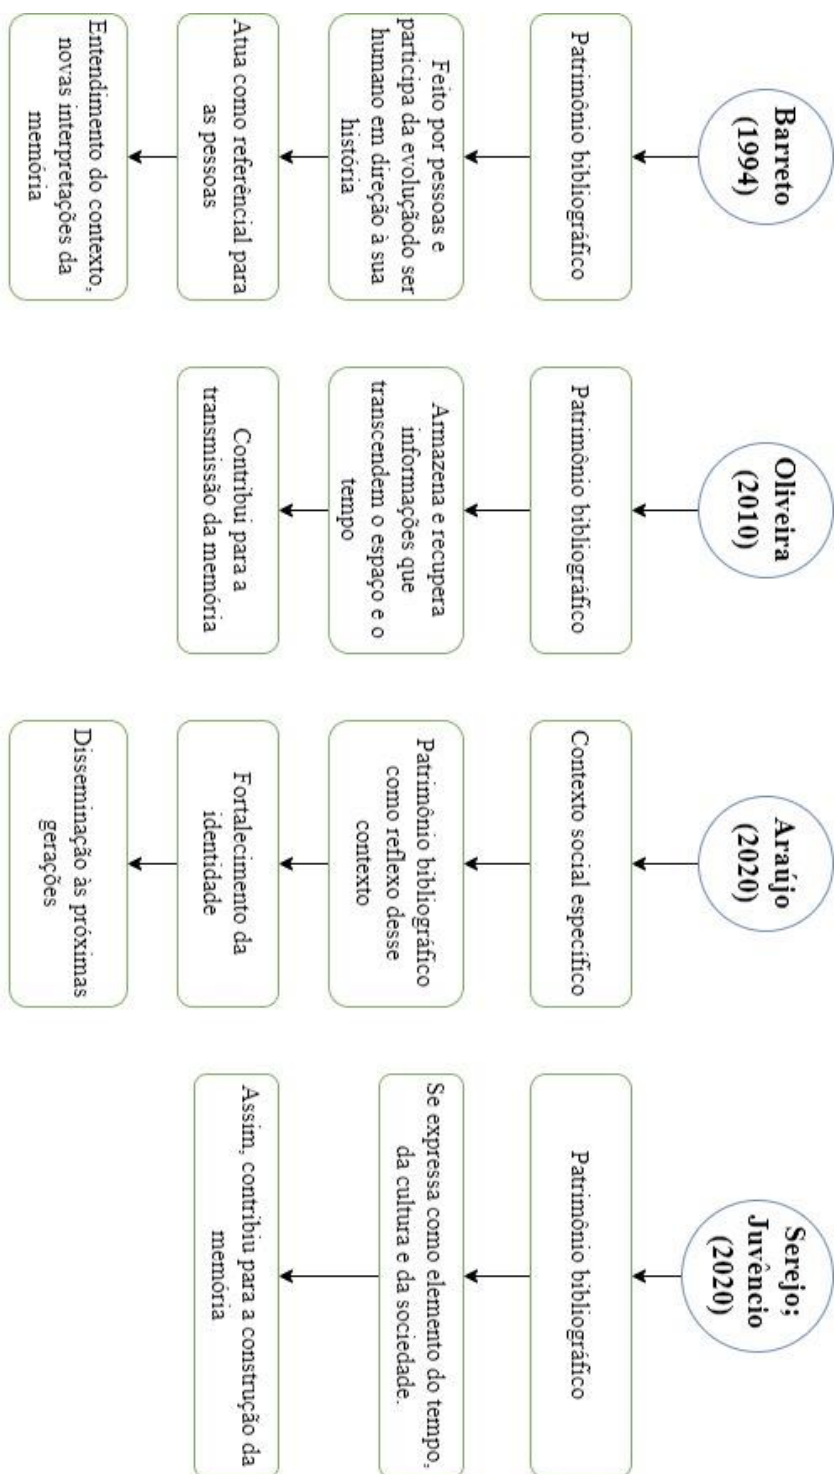 Barreto
(1994)
Patrimônio bibliográfico
Feito por pessoas e
participa da evoluçãodo ser
humano em direção à sua
história
Atua como referêncial para
as pessoas
Entendimento do contexto,
novas interpretações da
memória
Oliveira
(2010)
Patrimônio bibliográfico
Armazena e recupera
informações que
transcendem o espaço e o
tempo
Contribui para a
transmissão da memória
Araújo
(2020)
Contexto social específico
Patrimônio bibliográfico
como reflexo desse
contexto
Fortalecimento da
identidade
Disseminação às próximas
gerações
Serejo;
Juvêncio
(2020)
Patrimônio bibliográfico
Se expressa como elemento do tempo,
da cultura e da sociedade.
Assim, contribiu para a construção da
memória